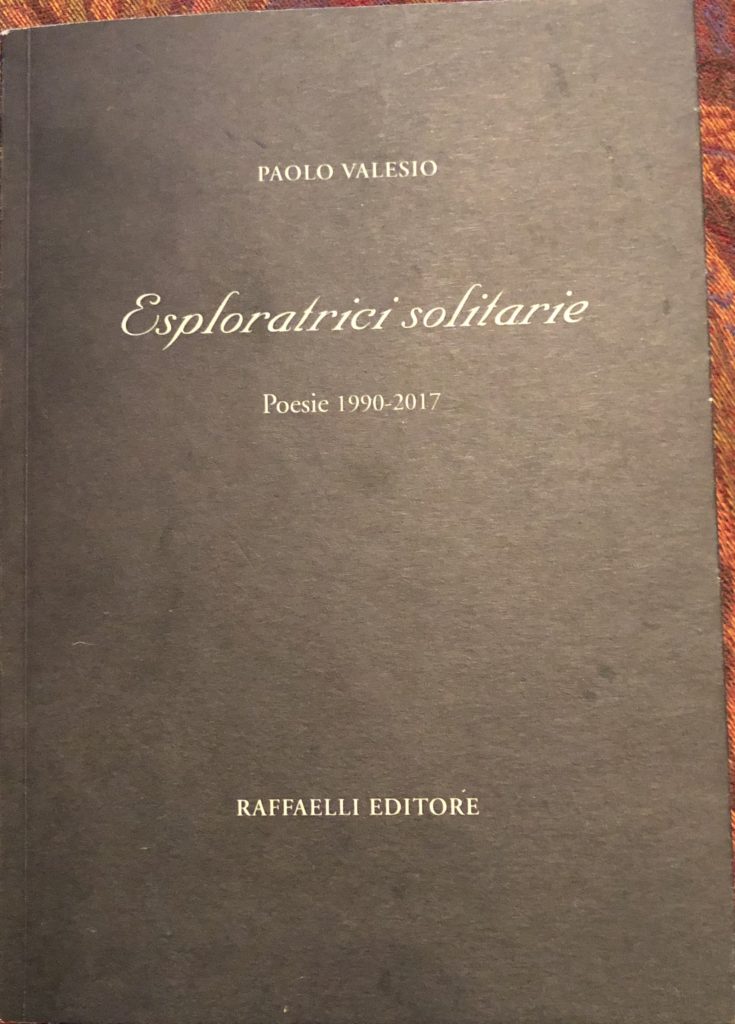 PAOLO VALESIO
Esploratrici solitarie
Poesie 1990-2017
RAFFAELLI EDITORE